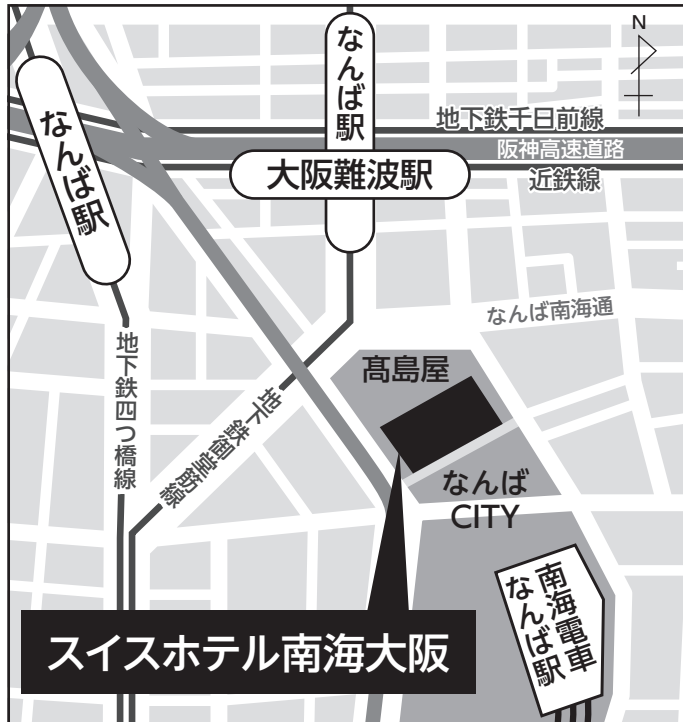 N
なんば駅
なんば駅
地下鉄千日前線
阪神高速道路
近鉄線
大阪難波駅
なんば南海通
地下鉄四つ橋線
地下鉄御堂筋線
髙島屋
なんば
CITY
南海電車
なんば駅
スイスホテル南海大阪